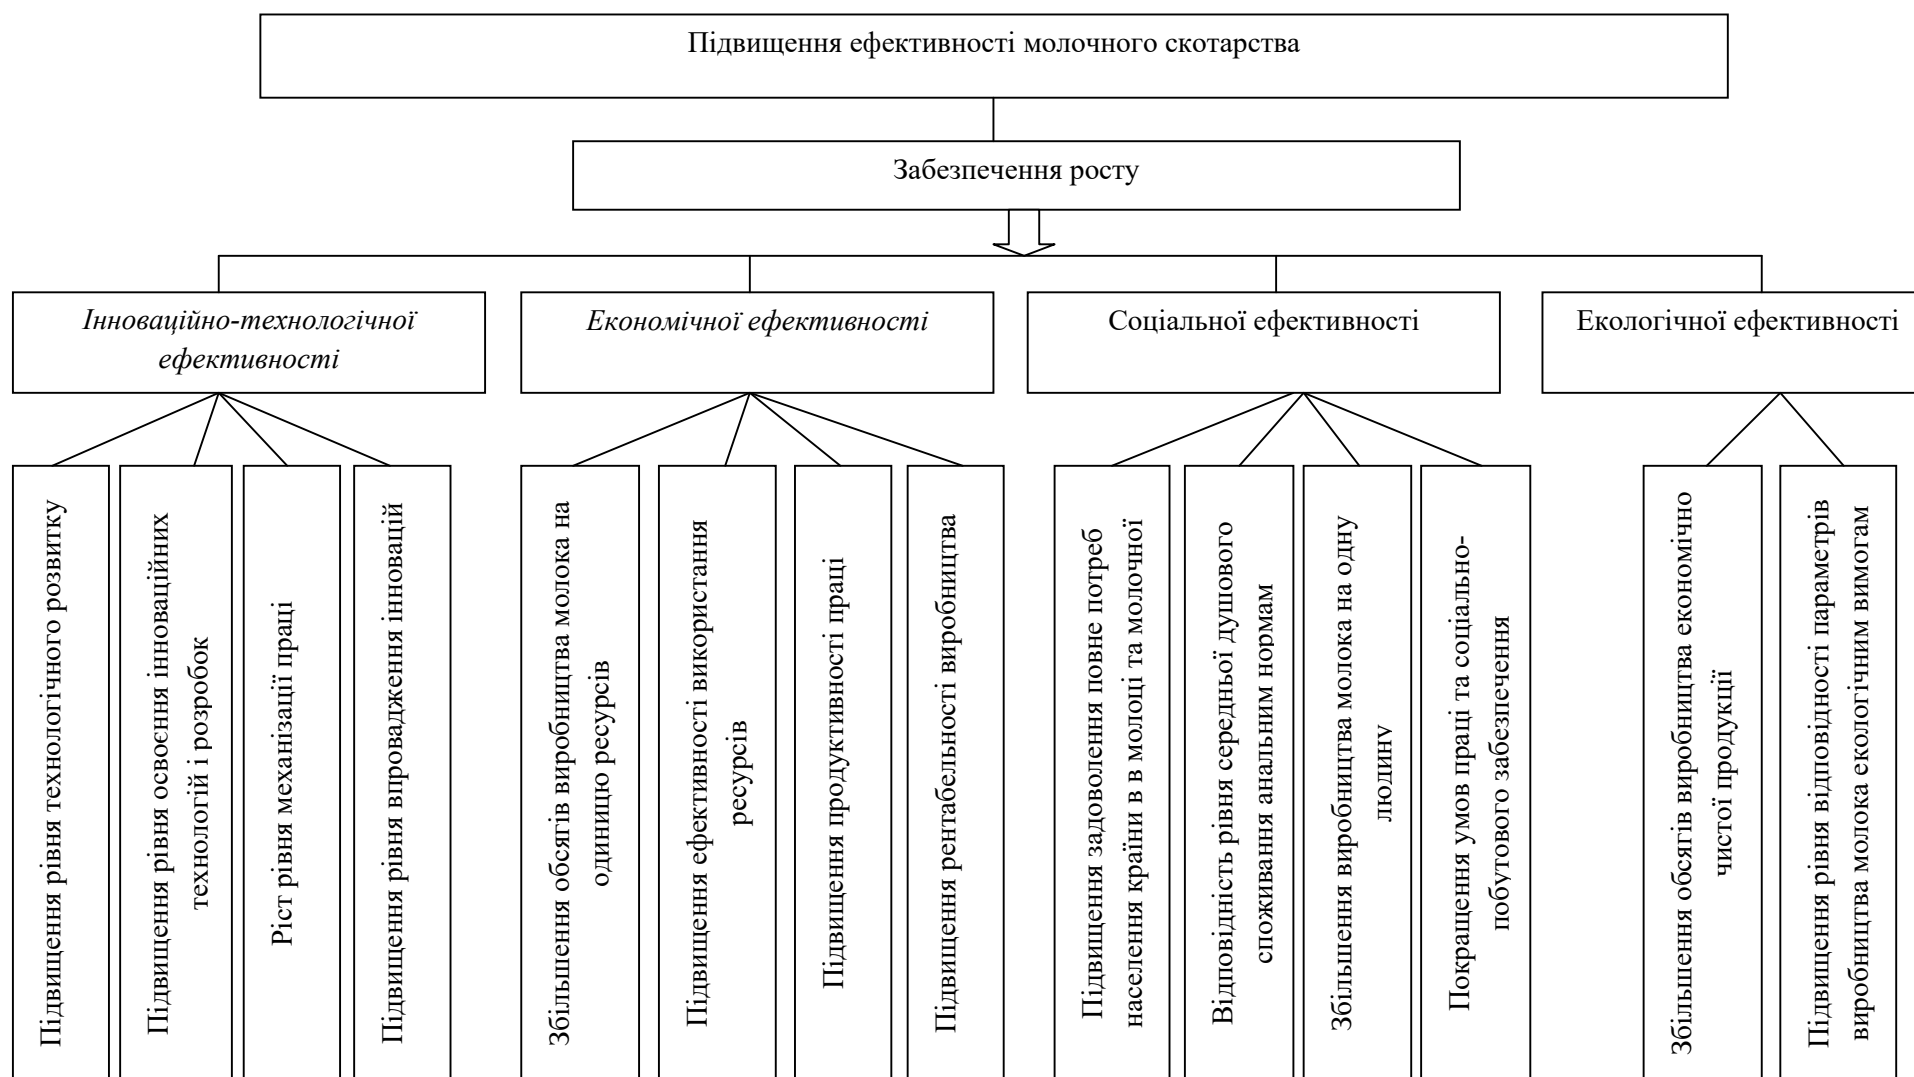 Підвищення ефективності молочного скотарства
Забезпечення росту
Інноваційно-технологічної
ефективності
Економічної ефективності
Соціальної ефективності
Екологічної ефективності
Підвищення рівня технологічного розвитку
Підвищення рівня освоєння інноваційних
технологій і розробок
Ріст рівня механізації праці
Підвищення рівня впровадження інновацій
Збільшення обсягів виробництва молока на
одиницю ресурсів
Підвищення ефективності використання
ресурсів
Підвищення продуктивності праці
Підвищення рентабельності виробництва
Підвищення задоволення повне потреб
населення країни в в молоці та молочної
Відповідність рівня середньої душового
споживання анальним нормам
Збільшення виробництва молока на одну
людину
Покращення умов праці та соціально-
побутового забезпечення
Збільшення обсягів виробництва економічно
чистої продукції
Підвищення рівня відповідності параметрів
виробництва молока екологічним вимогам